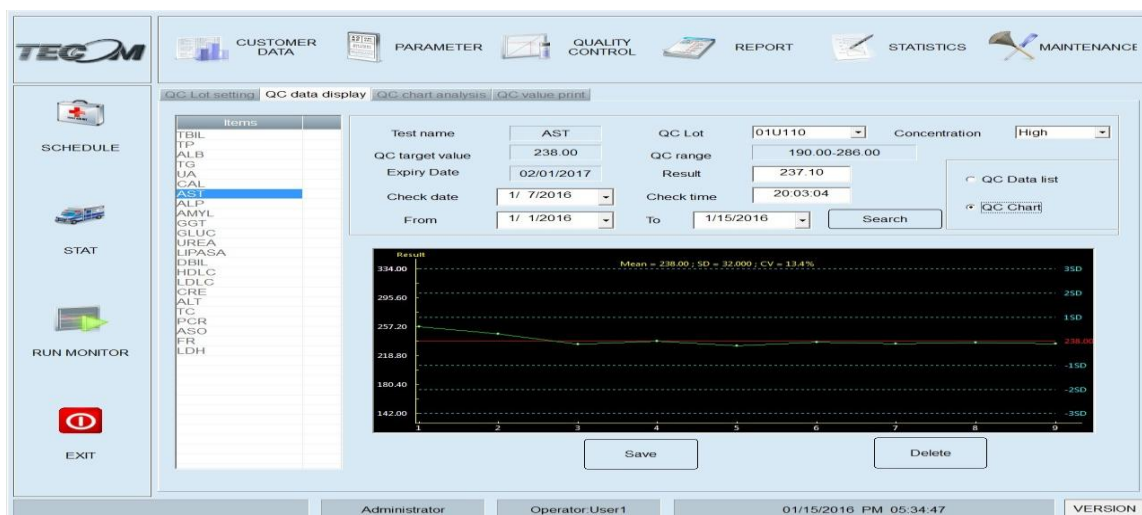 TECOM
CUSTOMER DATA
PARAMETER
QUALITY CONTROL
REPORT
STATISTICS
MAINTENANCE
SCHEDULE
STAT
RUN MONITOR
EXIT
QC Lot setting QC data display QC chart analysis QC value print
Items
TBIL
TP
ALB
TG
UA
CAL
AST
ALP
AMYL
GGT
GLUC
UREA
LIPASA
DBIL
HDLC
LDLC
CRE
ALT
TC
PCR
ASO
FR
LDH
Test name AST QC Lot 01U110 Concentration High
QC target value 238.00 QC range 190.00-286.00
Expiry Date 02/01/2017 Result 237.10
Check date 1/ 7/2016 Check time 20:03:04
From 1/ 1/2016 To 1/15/2016 Search
QC Data list
QC Chart
Result
Mean = 238.00 ; SD = 32.000 ; CV = 13.4%
334.00 3SD
295.60 2SD
1SD
257.20
238.00
218.80
-1SD
180.40
-2SD
142.00 -3SD
1 2 3 4 5 6 7 8 9
Save Delete
Administrator Operator:User1 01/15/2016 PM 05:34:47 VERSION